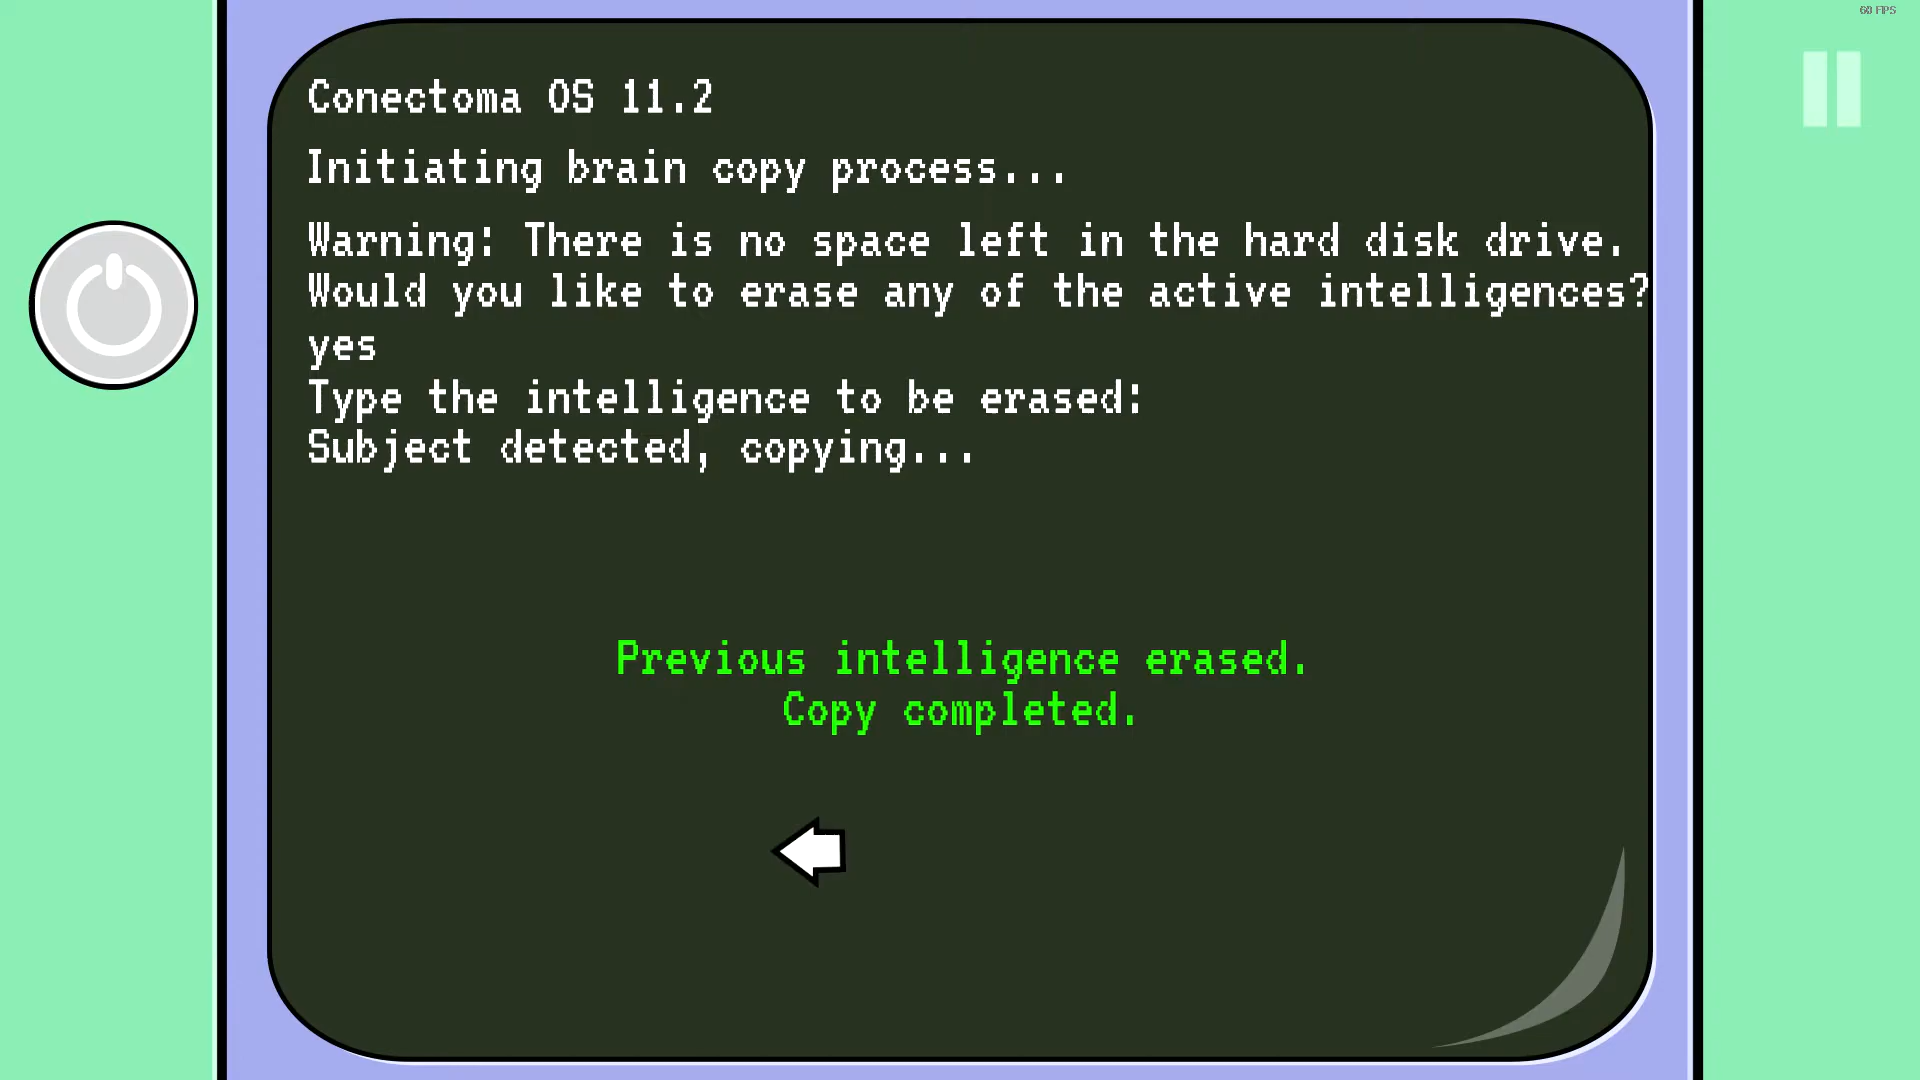 60 FPS
Conectoma OS 11.2
Initiating brain copy process...
Warning: There is no space left in the hard disk drive.
Would you like to erase any of the active intelligences?
yes
Type the intelligence to be erased:
Subject detected, copying...
Previous intelligence erased.
Copy completed.